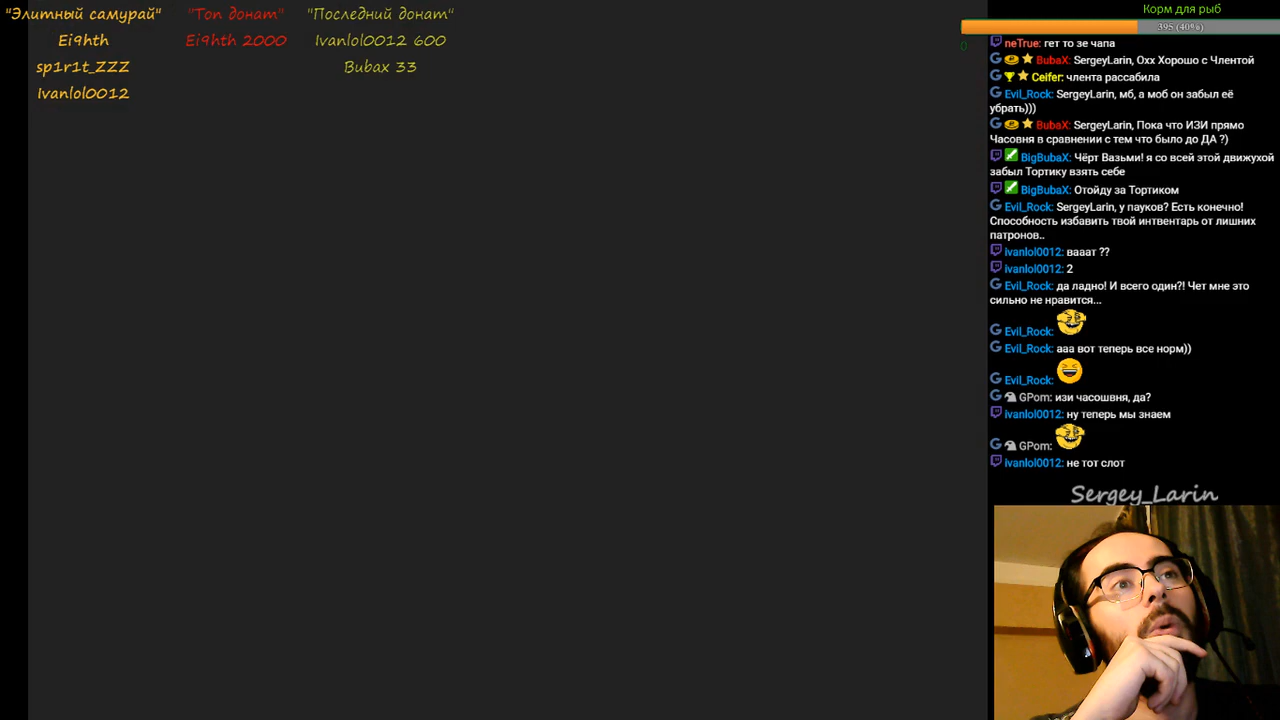 "Элитный самурай"
Ei9hth
sp1r1t_ZZZ
Ivanlol0012
"Топ донат"
Ei9hth 2000
"Последний донат"
Ivanlol0012 600
Bubax 33
Корм для рыб
395 (40%)
0
neTrue: гет то зе чапа
BubaX: SergeyLarin, Охх Хорошо с Члентой
Ceifer: члента рассабила
Evil_Rock: SergeyLarin, мб, а моб он забыл её
убрать)))
BubaX: SergeyLarin, Пока что ИЗИ прямо
Часовня в сравнении с тем что было до ДА ?)
BigBubaX: Чёрт Вазьми! я со всей этой движухой
забыл Тортику взять себе
BigBubaX: Отойду за Тортиком
Evil_Rock: SergeyLarin, у пауков? Есть конечно!
Способность избавить твой интвентарь от лишних
патронов..
ivanlol0012: вааат ??
ivanlol0012: 2
Evil_Rock: да ладно! И всего один?! Чет мне это
сильно не нравится...
Evil_Rock:
Evil_Rock: ааа вот теперь все норм))
Evil_Rock:
GPom: изи часошвня, да?
ivanlol0012: ну теперь мы знаем
GPom:
ivanlol0012: не тот слот
Sergey_Larin